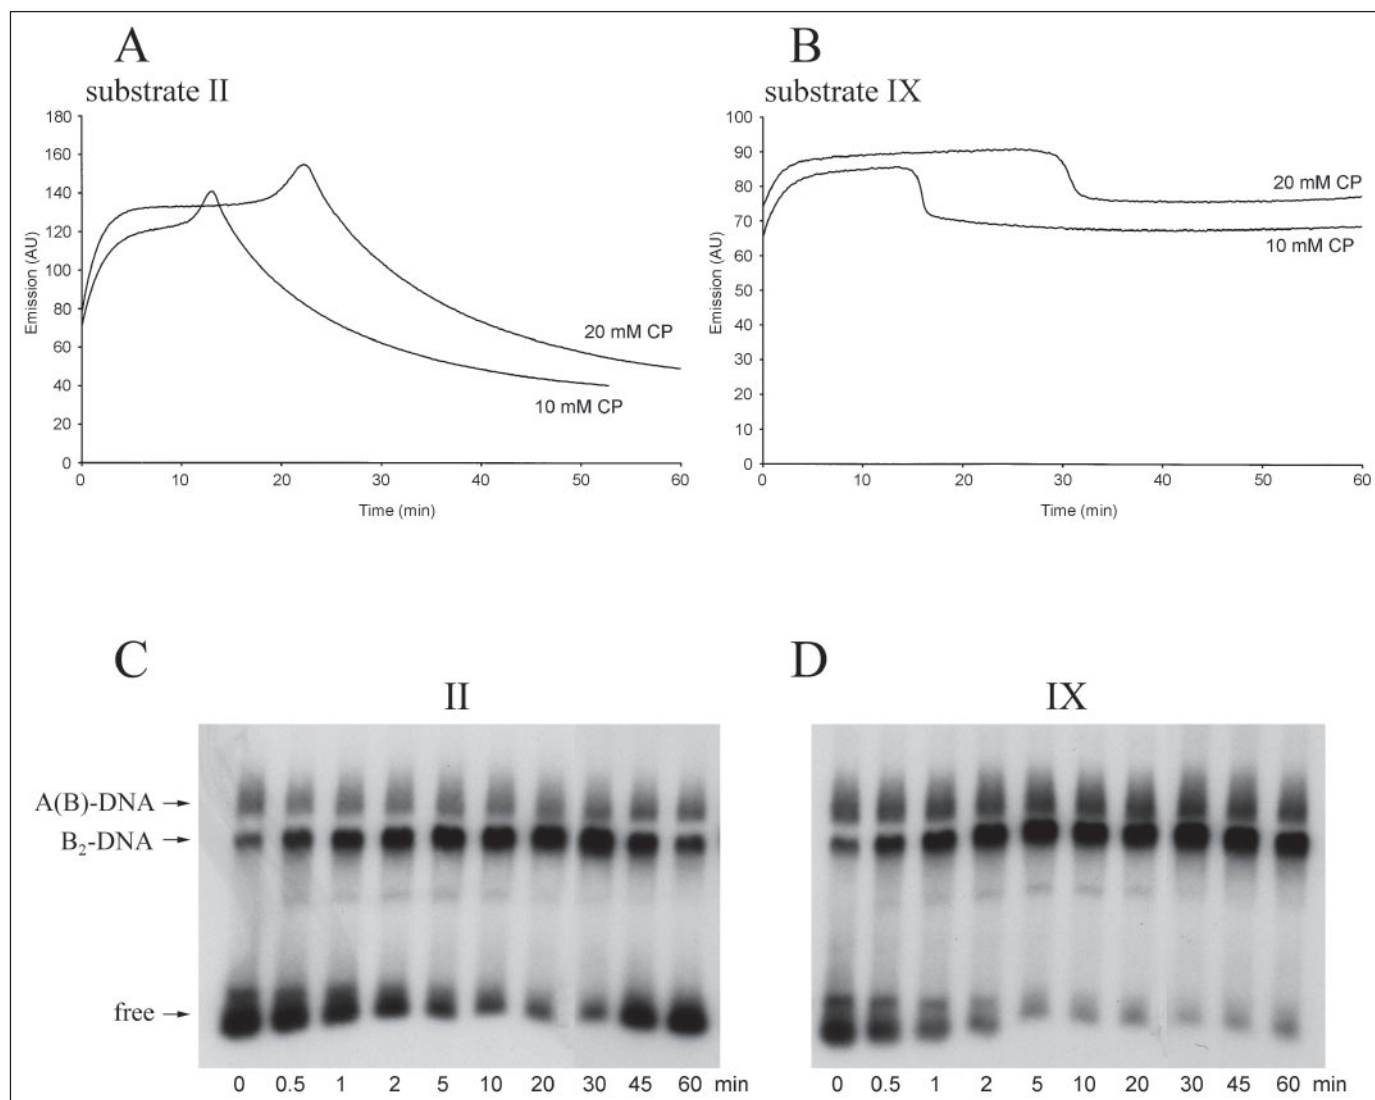 A
substrate II
180
160
140
120
100
80
60
40
20
0
Emission (AU)
20 mM CP
10 mM CP
0 10 20 30 40 50 60
Time (min)
B
substrate IX
100
90
80
70
60
50
40
30
20
10
0
Emission (AU)
20 mM CP
10 mM CP
0 10 20 30 40 50 60
Time (min)
C
II
A(B)-DNA →
B₂-DNA →
free →
0 0.5 1 2 5 10 20 30 45 60 min
D
IX
0 0.5 1 2 5 10 20 30 45 60 min